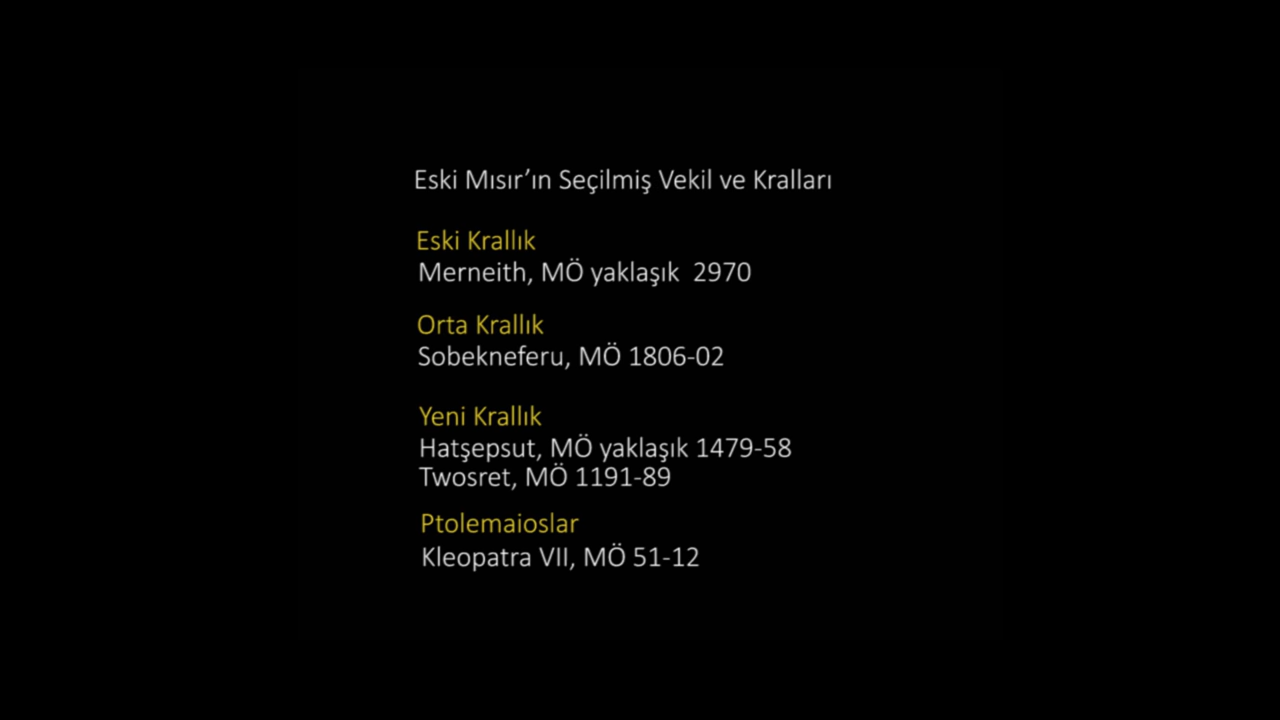 Eski Mısır’ın Seçilmiş Vekil ve Kralları
Eski Krallık
Merneith, MÖ yaklaşık 2970
Orta Krallık
Sobekneferu, MÖ 1806-02
Yeni Krallık
Hatşepsut, MÖ yaklaşık 1479-58
Twosret, MÖ 1191-89
Ptolemaioslar
Kleopatra VII, MÖ 51-12